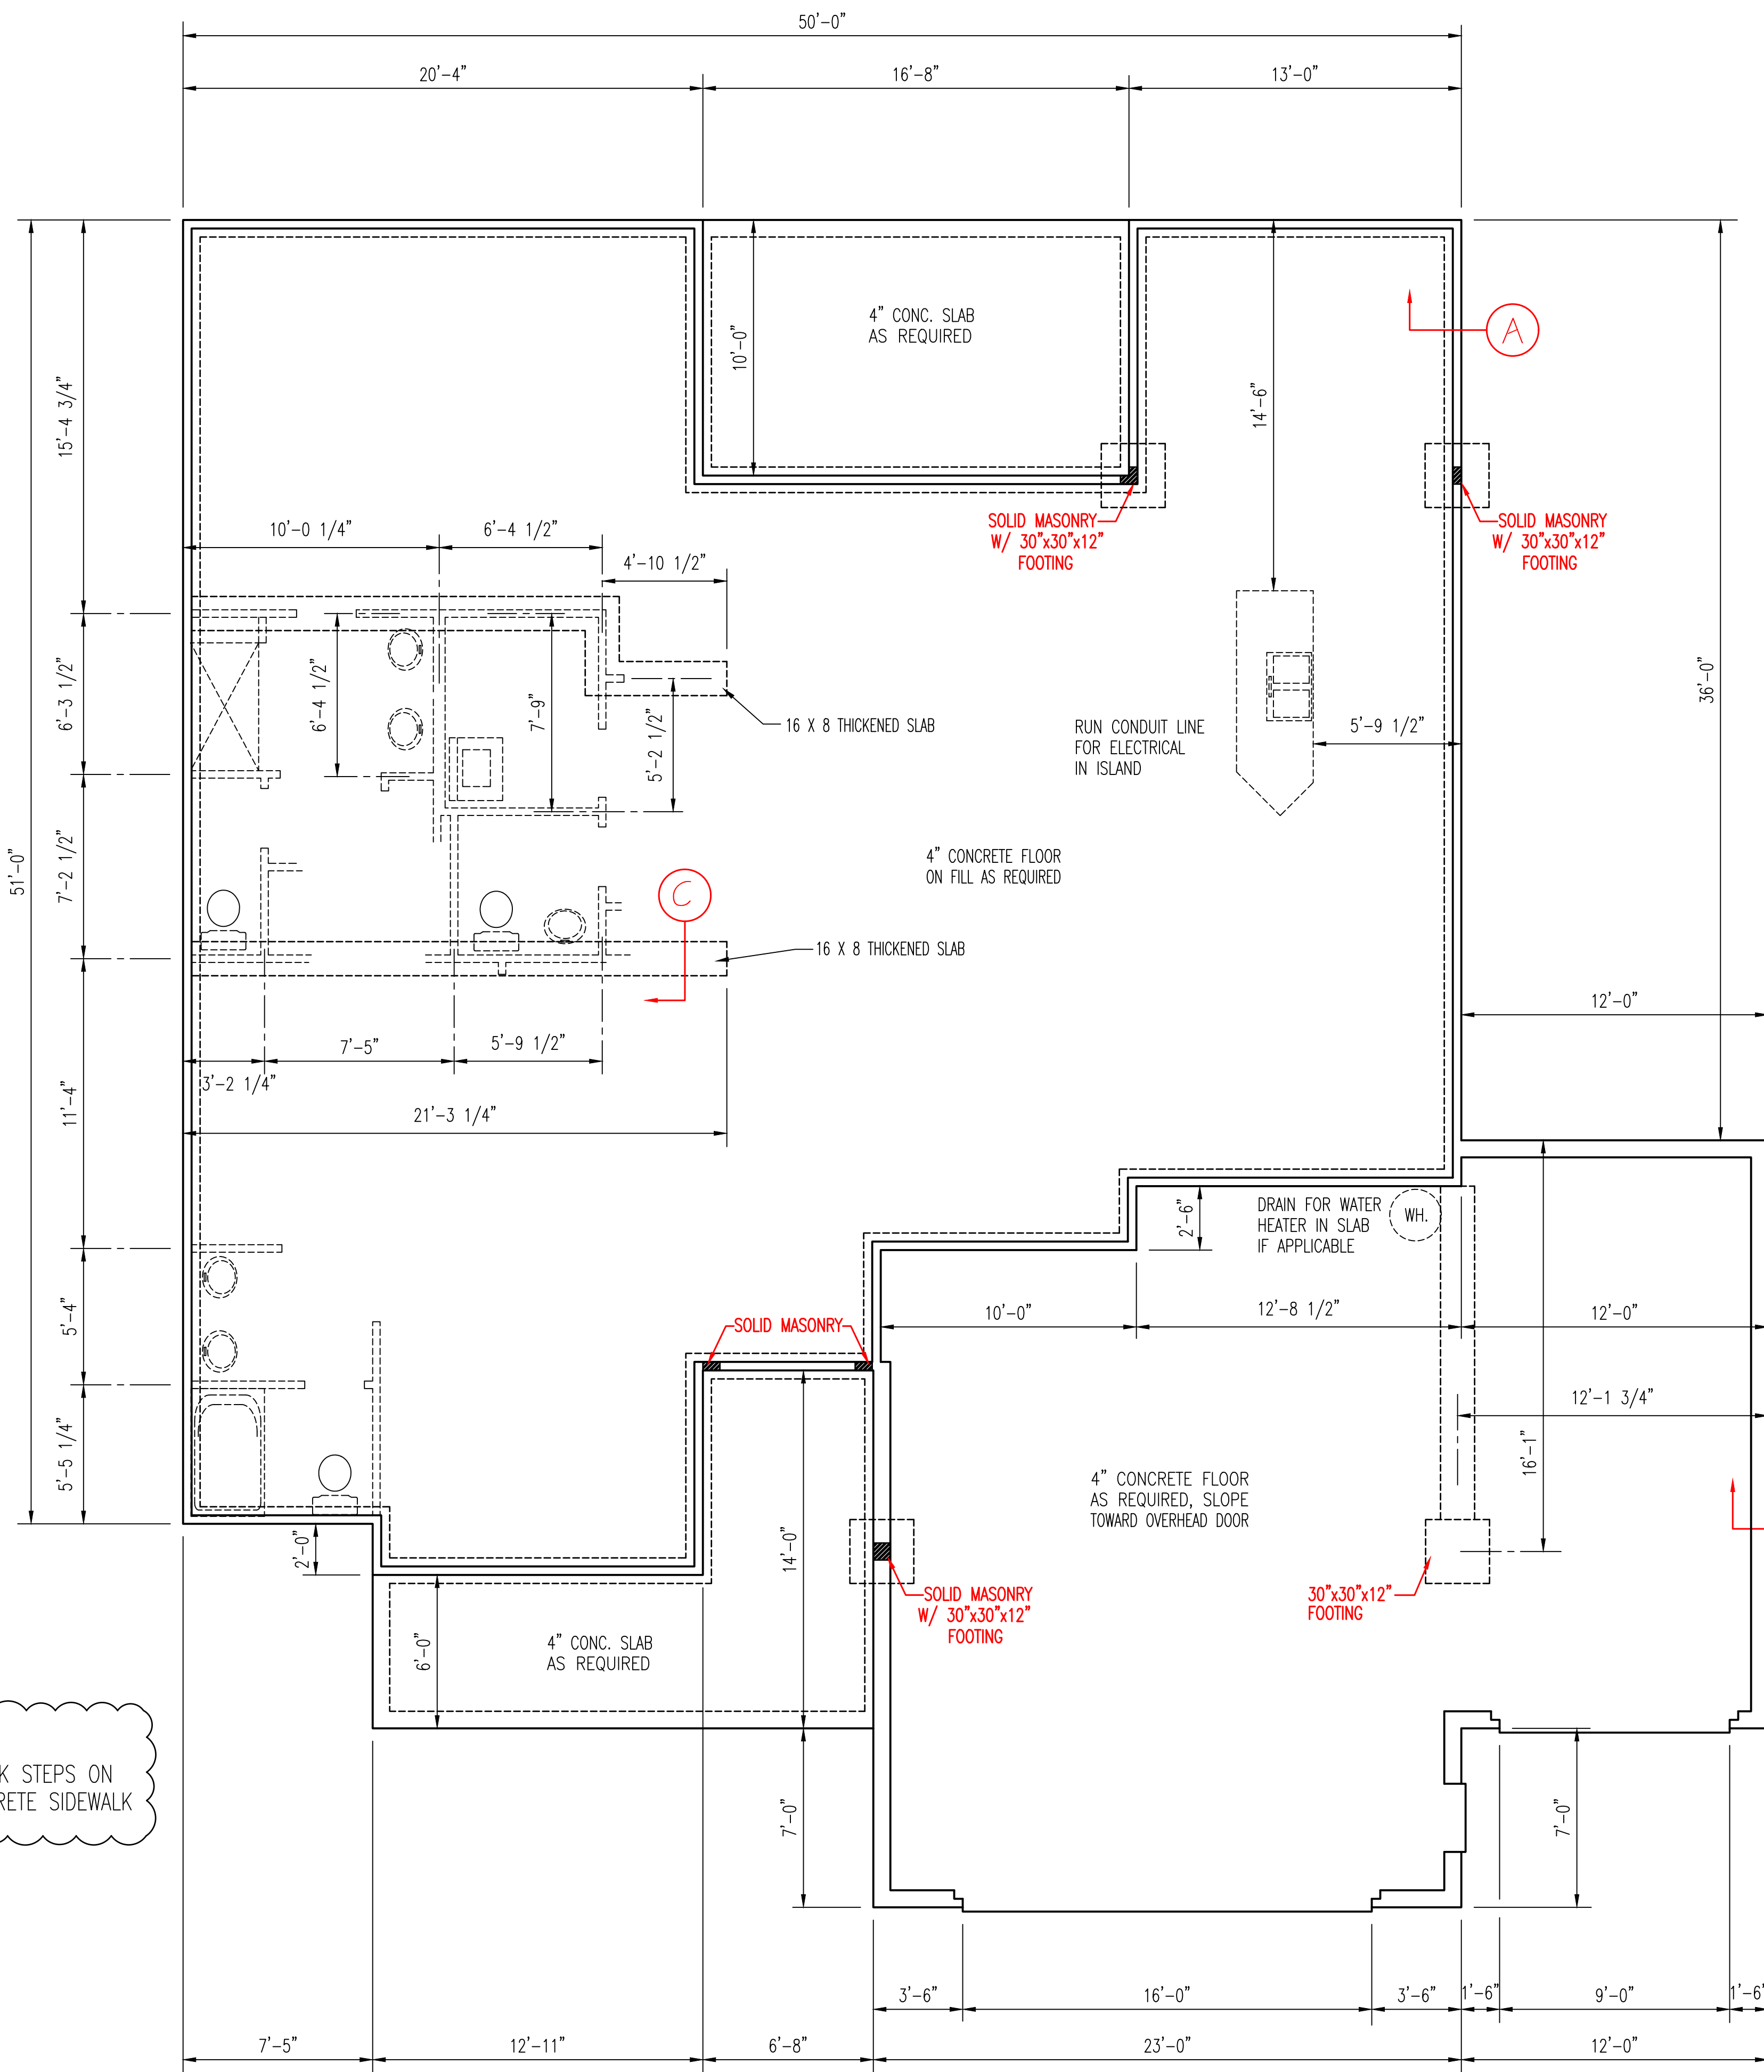 50'-0"
20'-4"
16'-8"
13'-0"
4" CONC. SLAB
AS REQUIRED
10'-0"
14'-6"
A
15'-4 3/4"
SOLID MASONRY
W/ 30"x30"x12"
FOOTING
SOLID MASONRY
W/ 30"x30"x12"
FOOTING
10'-0 1/4"
6'-4 1/2"
4'-10 1/2"
6'-3 1/2"
6'-4 1/2"
7'-9"
5'-2 1/2"
16 X 8 THICKENED SLAB
RUN CONDUIT LINE
FOR ELECTRICAL
IN ISLAND
5'-9 1/2"
36'-0"
51'-0"
7'-2 1/2"
4" CONCRETE FLOOR
ON FILL AS REQUIRED
C
16 X 8 THICKENED SLAB
12'-0"
7'-5"
5'-9 1/2"
3'-2 1/4"
21'-3 1/4"
11'-4"
2'-6"
DRAIN FOR WATER
HEATER IN SLAB
IF APPLICABLE
WH.
5'-4"
SOLID MASONRY
10'-0"
12'-8 1/2"
12'-0"
12'-1 3/4"
5'-5 1/4"
16'-1"
4" CONCRETE FLOOR
AS REQUIRED, SLOPE
TOWARD OVERHEAD DOOR
2'-0"
14'-0"
SOLID MASONRY
W/ 30"x30"x12"
FOOTING
30"x30"x12"
FOOTING
6'-0"
4" CONC. SLAB
AS REQUIRED
STEPS ON
SIDEWALK
7'-0"
7'-0"
3'-6"
16'-0"
3'-6"
1'-6"
9'-0"
1'-6"
7'-5"
12'-11"
6'-8"
23'-0"
12'-0"